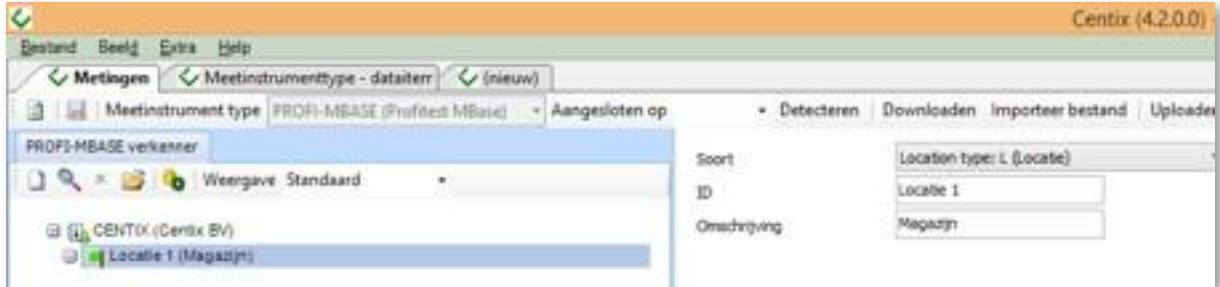 Centix (4.2.0.0) -
Bestand Beeld Extra Help
Metingen Meetinstrumenttype - dataitem (nieuw)
Meetinstrument type PROFI-MBASE (Profitest MBase) Aangesloten op Detecteren Downloaden Importeer bestand Uploade
PROFI-MBASE verkenner
Weergave Standaard
CENTIX (Centix BV)
Locatie 1 (Magazijn)
Soort Location type: L (Locatie)
ID Locatie 1
Omschrijving Magazijn